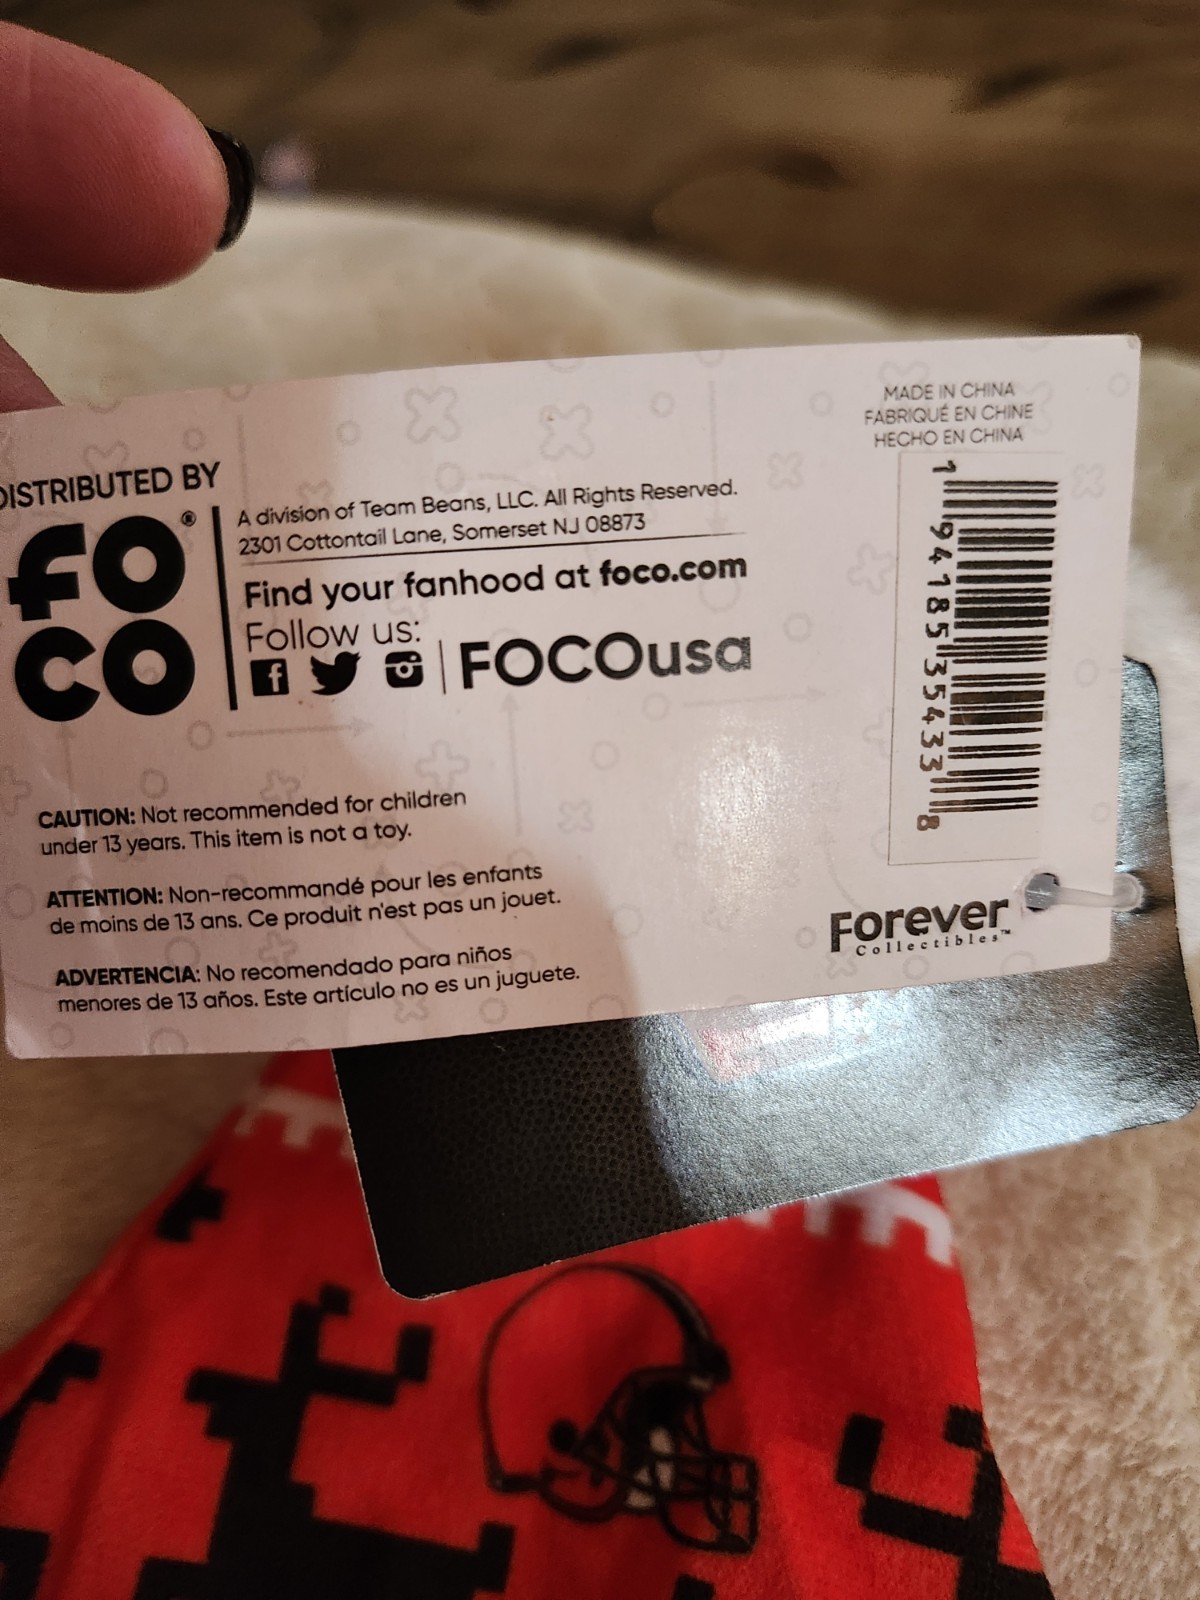 DISTRIBUTED BY
FOCO®
A division of Team Beans, LLC. All Rights Reserved.
2301 Cottontail Lane, Somerset NJ 08873
Find your fanhood at foco.com
Follow us:
FOCOusa
CAUTION: Not recommended for children
under 13 years. This item is not a toy.
ATTENTION: Non-recommandé pour les enfants
de moins de 13 ans. Ce produit n'est pas un jouet.
ADVERTENCIA: No recomendado para niños
menores de 13 años. Este artículo no es un juguete.
MADE IN CHINA
FABRIQUÉ EN CHINE
HECHO EN CHINA
1 94185 35433 8
Forever
Collectibles™